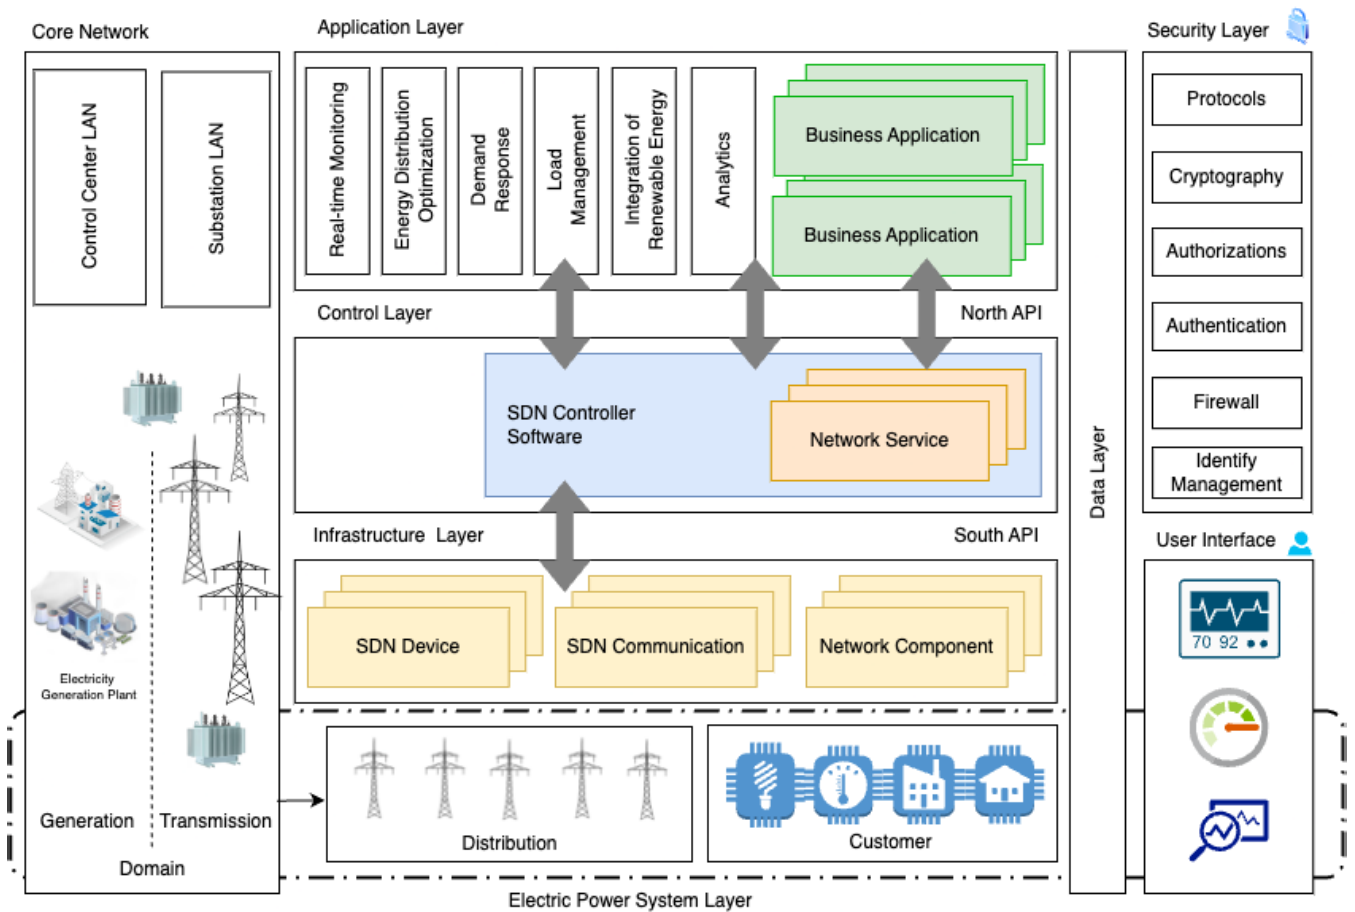 Core Network
Control Center LAN
Substation LAN
Electricity
Generation Plant
Generation
Transmission
Domain
Application Layer
Real-time Monitoring
Energy Distribution
Optimization
Demand
Response
Load
Management
Integration of
Renewable Energy
Analytics
Business Application
Business Application
Control Layer
North API
SDN Controller
Software
Network Service
Infrastructure Layer
South API
SDN Device
SDN Communication
Network Component
Distribution
Customer
Electric Power System Layer
Data Layer
Security Layer
Protocols
Cryptography
Authorizations
Authentication
Firewall
Identify
Management
User Interface
70 92